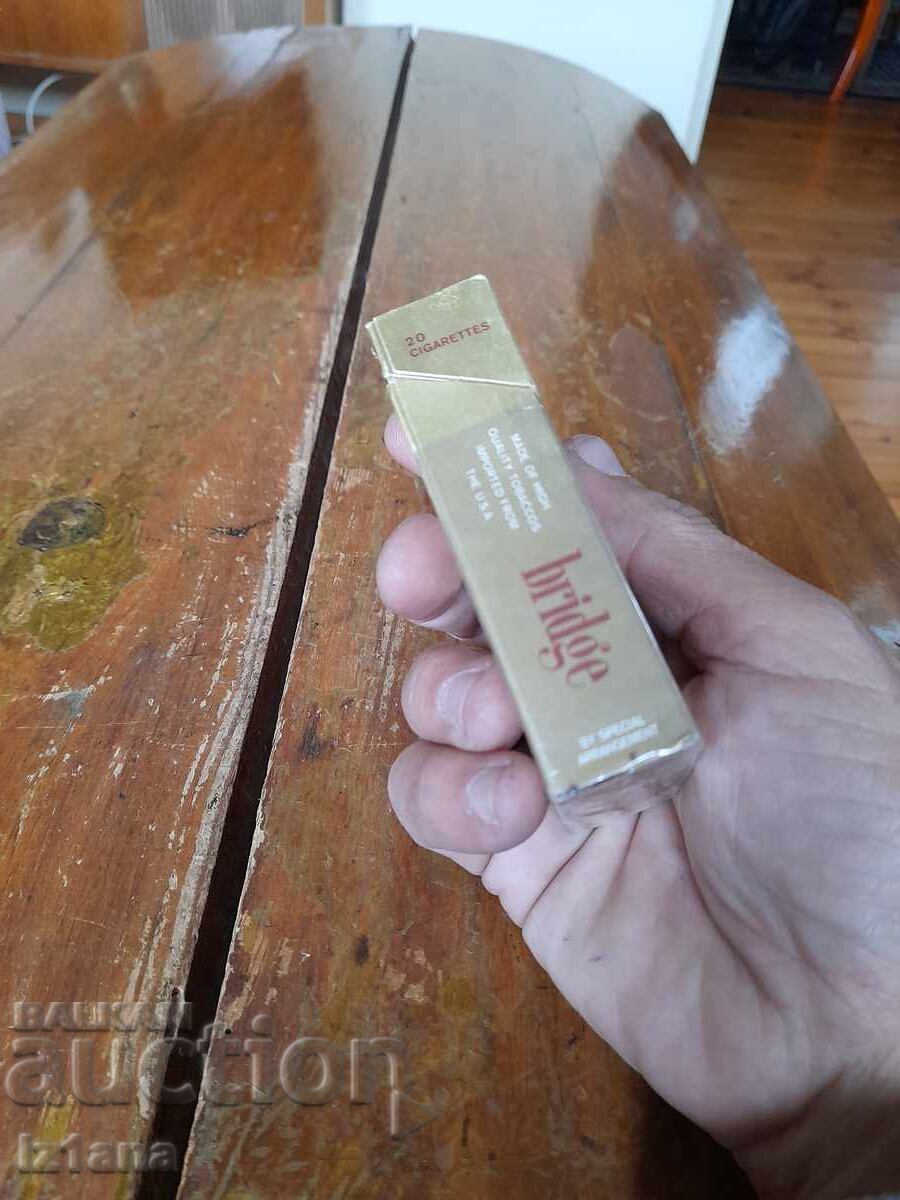 20
CIGARETTES
MADE OF HIGH
QUALITY TOBACCOS
IMPORTED FROM
THE U.S.A.
bridge
BY SPECIAL
ARRANGEMENT
BALKAN
auction
Iz1ana